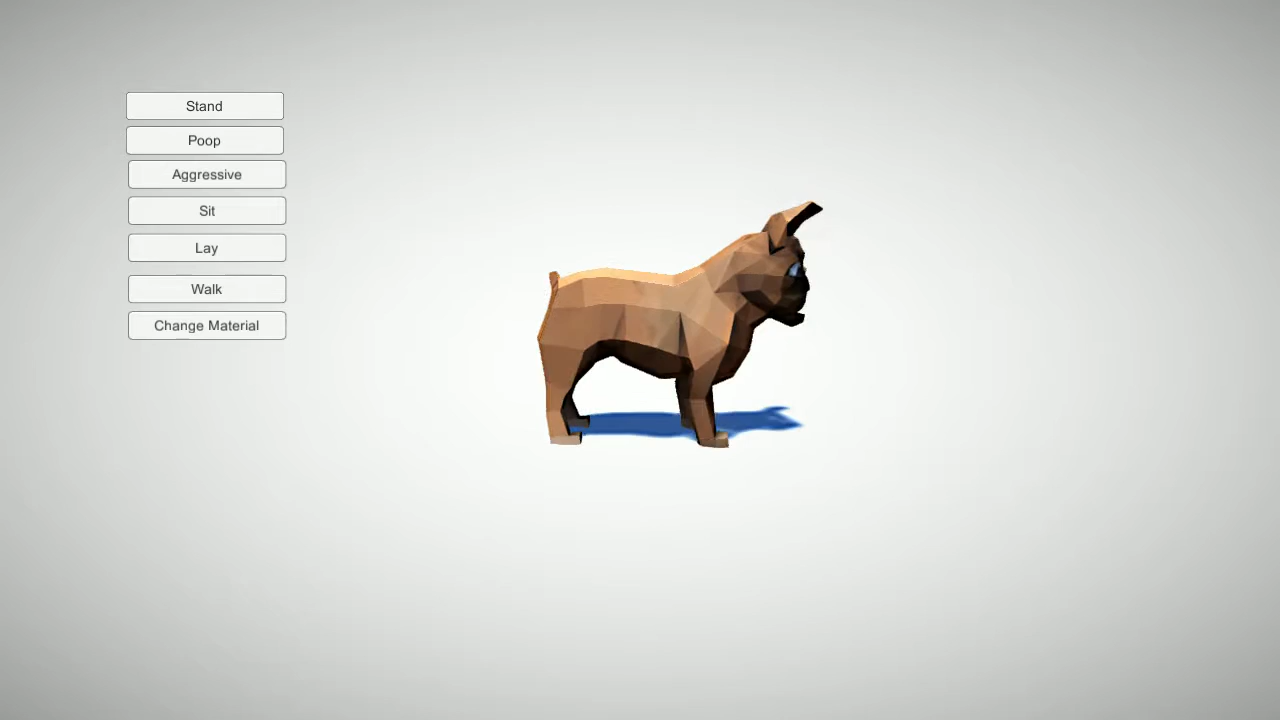 Stand
Poop
Aggressive
Sit
Lay
Walk
Change Material